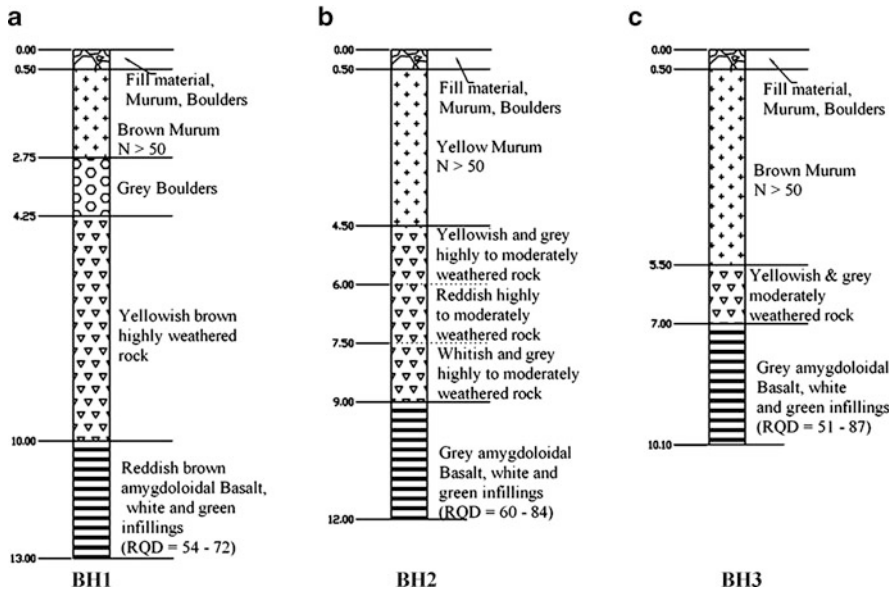 a
0.00
0.50
Fill material,
Murum, Boulders
Brown Murum
N > 50
2.75
Grey Boulders
4.25
Yellowish brown
highly weathered
rock
10.00
Reddish brown
amygdoloidal Basalt,
white and green
infillings
(RQD = 54 - 72)
13.00
BH1
b
0.00
0.50
Fill material,
Murum, Boulders
Yellow Murum
N > 50
4.50
Yellowish and grey
highly to moderately
weathered rock
6.00
Reddish highly
to moderately
weathered rock
7.50
Whitish and grey
highly to moderately
weathered rock
9.00
Grey amygdoloidal
Basalt, white and
green infillings
(RQD = 60 - 84)
12.00
BH2
c
0.00
0.50
Fill material,
Murum, Boulders
Brown Murum
N > 50
5.50
Yellowish & grey
moderately
weathered rock
7.00
Grey amygdoloidal
Basalt, white
and green infillings
(RQD = 51 - 87)
10.10
BH3